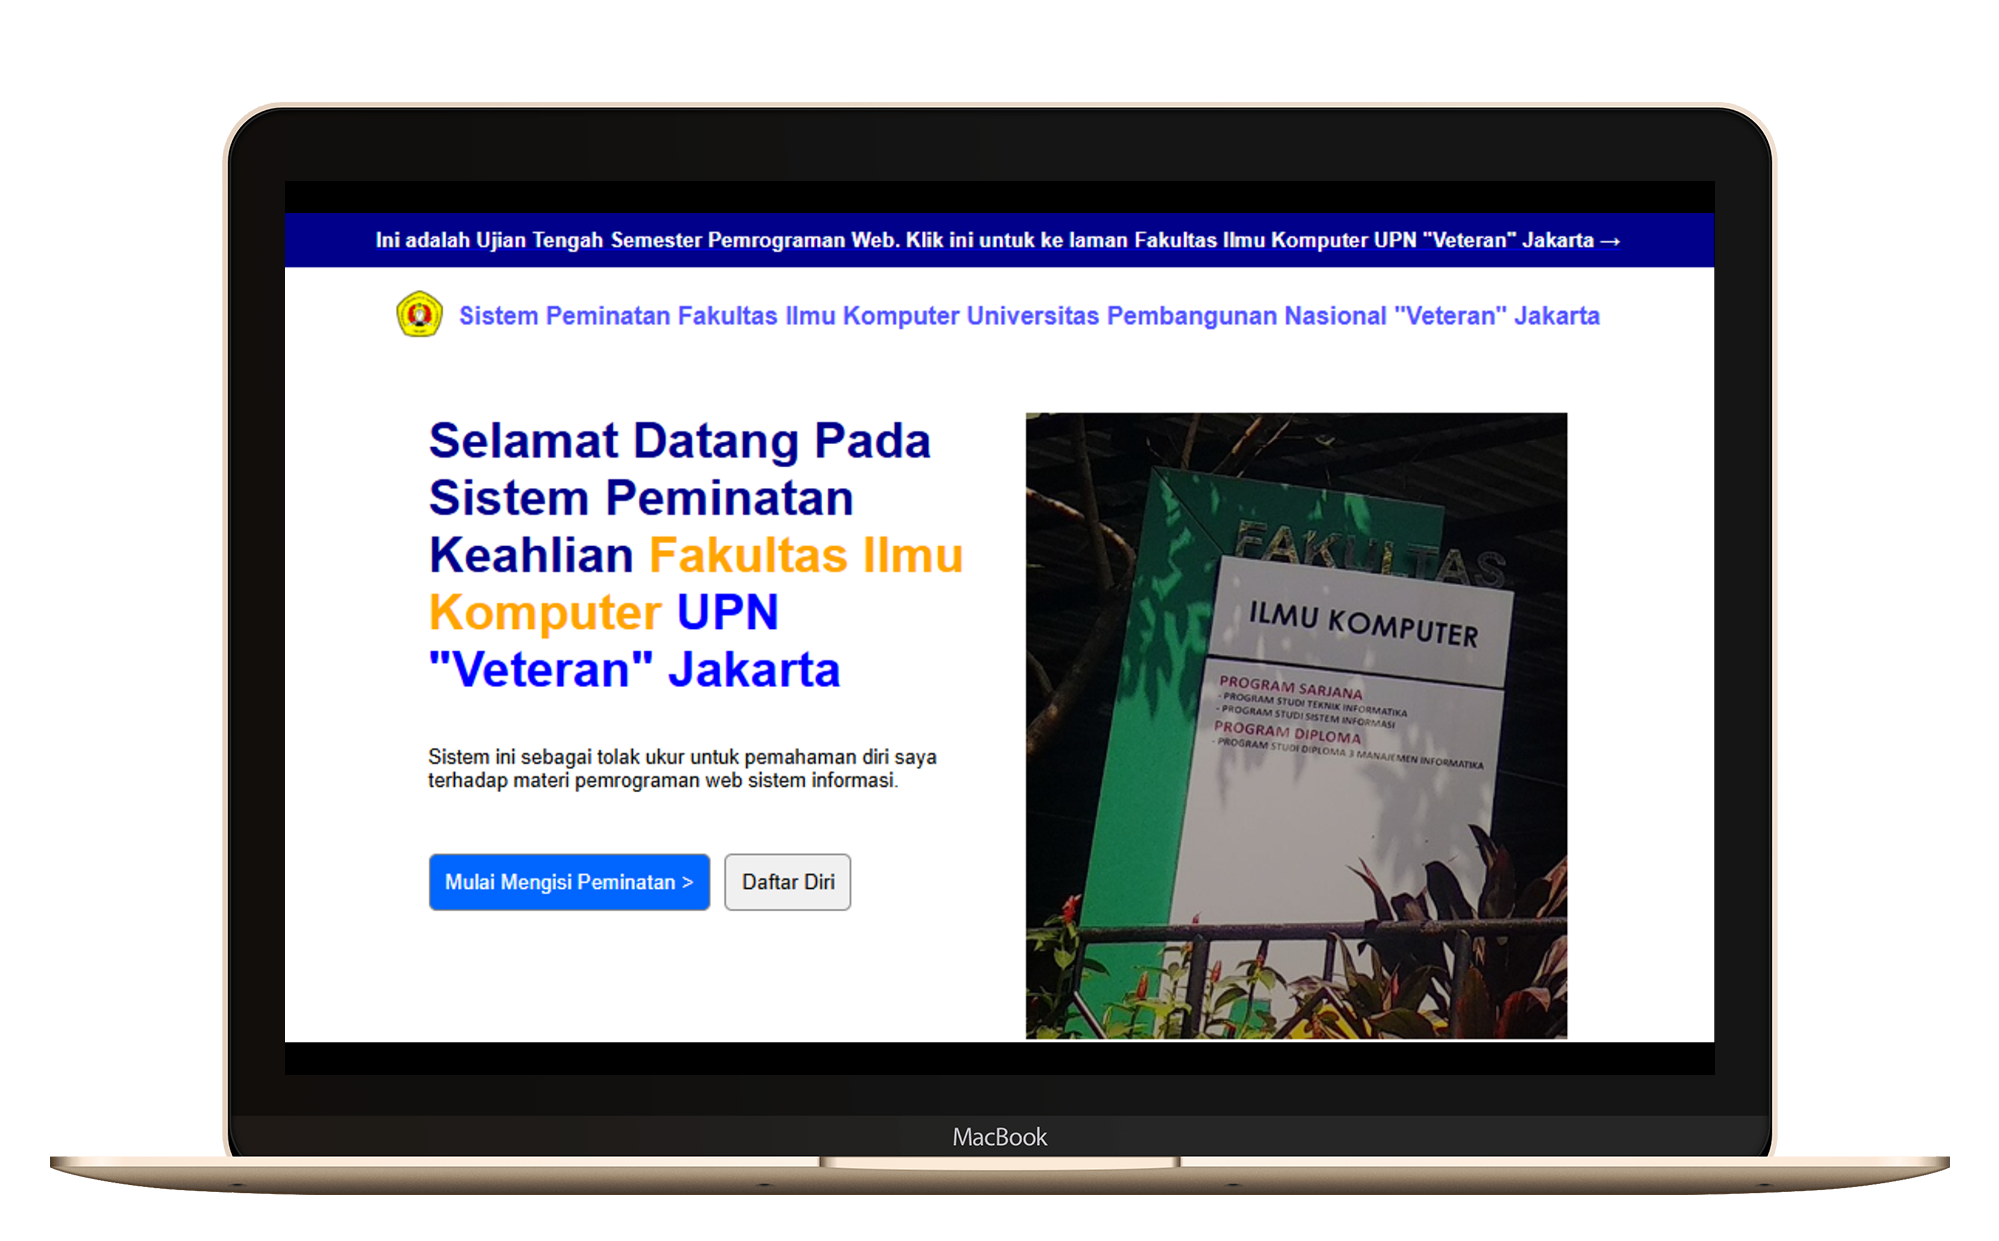 Ini adalah Ujian Tengah Semester Pemrograman Web. Klik ini untuk ke laman Fakultas Ilmu Komputer UPN "Veteran" Jakarta →
Sistem Peminatan Fakultas Ilmu Komputer Universitas Pembangunan Nasional "Veteran" Jakarta
Selamat Datang Pada
Sistem Peminatan
Keahlian Fakultas Ilmu
Komputer UPN
"Veteran" Jakarta
Sistem ini sebagai tolak ukur untuk pemahaman diri saya
terhadap materi pemrograman web sistem informasi.
Mulai Mengisi Peminatan >
Daftar Diri
FAKULTAS
ILMU KOMPUTER
PROGRAM SARJANA
- PROGRAM STUDI TEKNIK INFORMATIKA
- PROGRAM STUDI SISTEM INFORMASI
PROGRAM DIPLOMA
- PROGRAM STUDI DIPLOMA 3 MANAJEMEN INFORMATIKA
MacBook